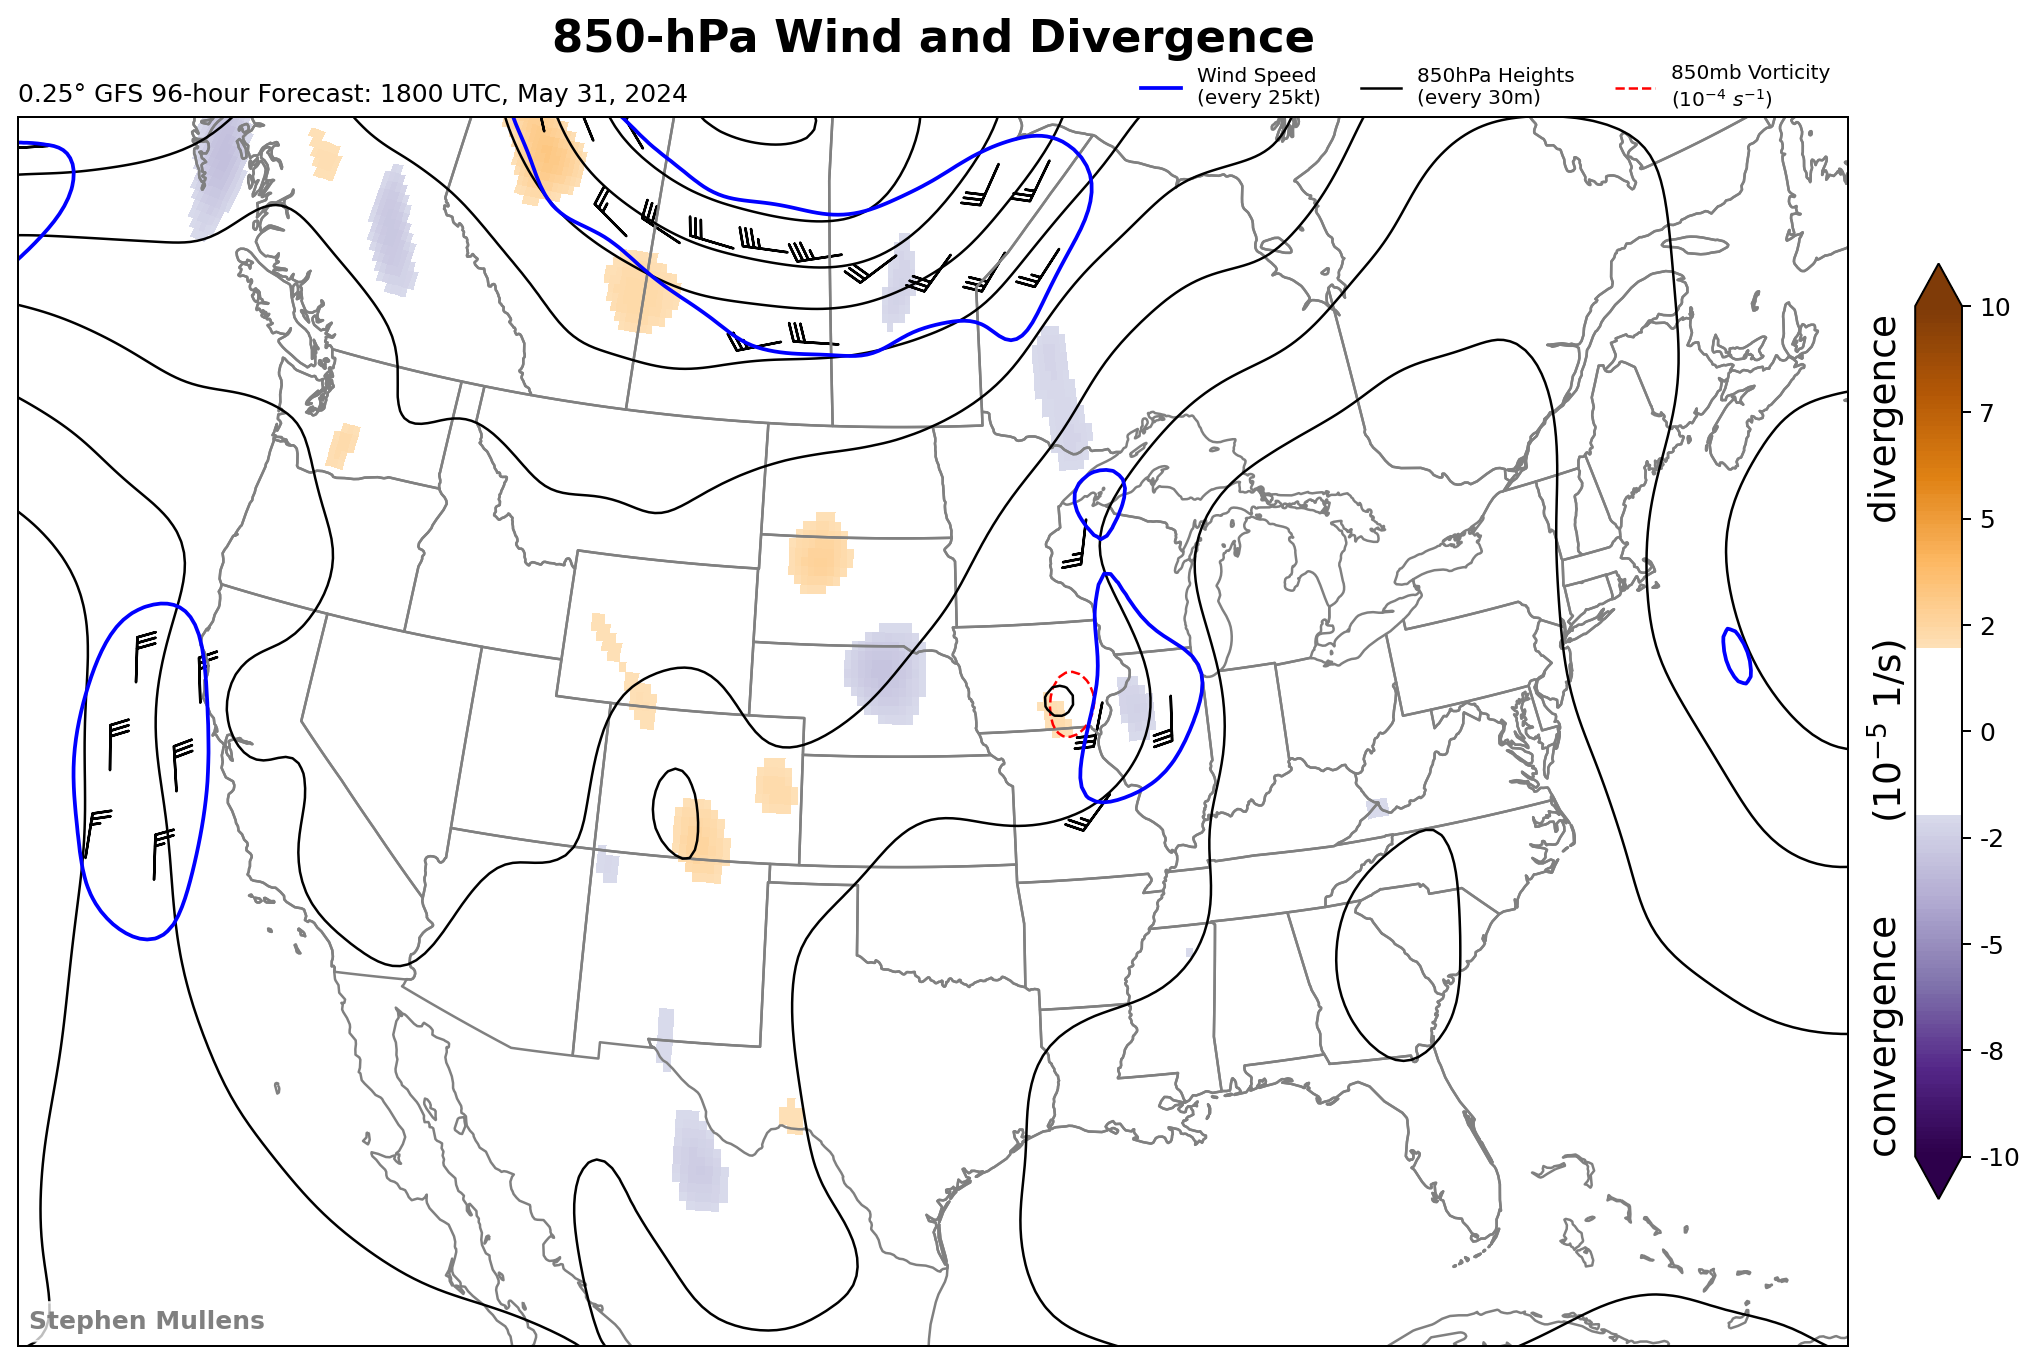 850-hPa Wind and Divergence
0.25° GFS 96-hour Forecast: 1800 UTC, May 31, 2024
Wind Speed
(every 25kt)
850hPa Heights
(every 30m)
850mb Vorticity
(10⁻⁴ s⁻¹)
10
7
5
2
0
-2
-5
-8
-10
convergence (10⁻⁵ 1/s) divergence
Stephen Mullens